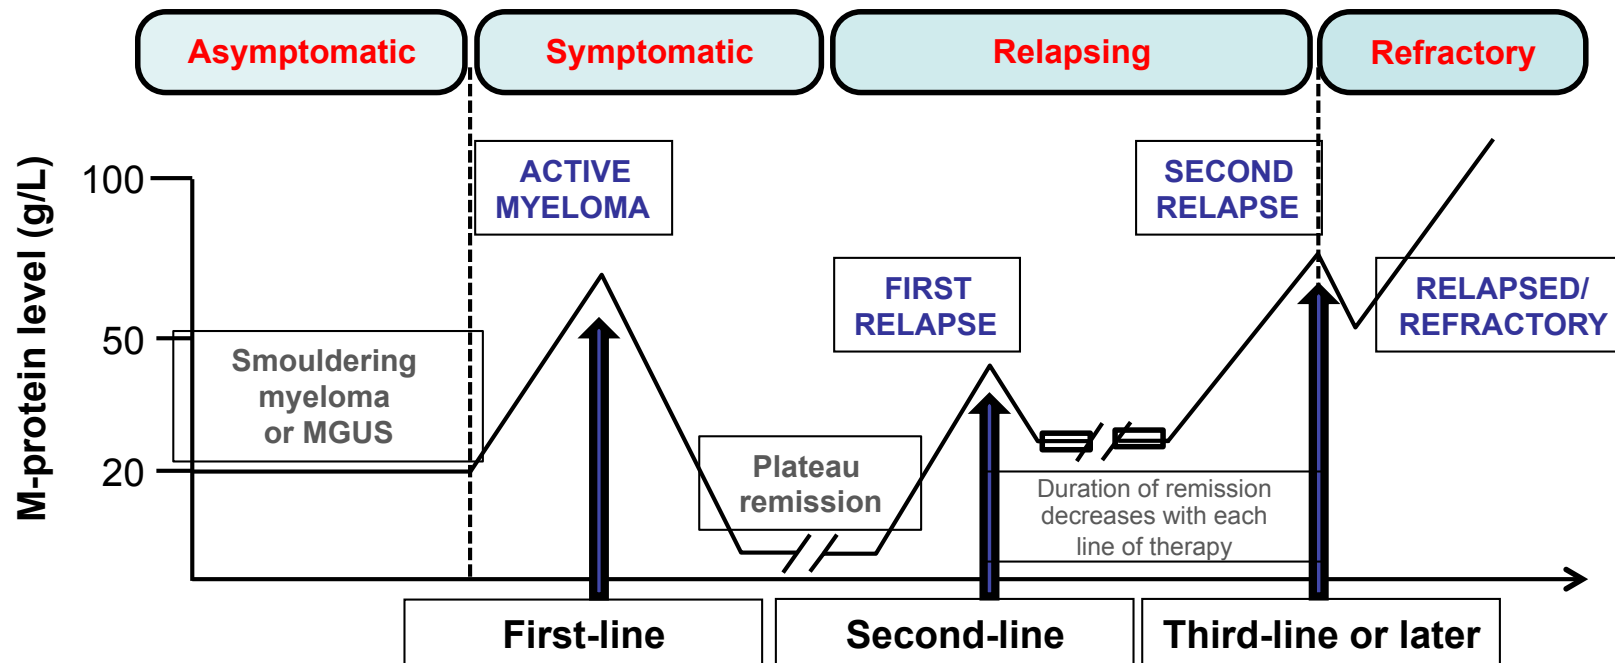 Asymptomatic
Symptomatic
Relapsing
Refractory
M-protein level (g/L)
100
50
20
ACTIVE
MYELOMA
SECOND
RELAPSE
FIRST
RELAPSE
RELAPSED/
REFRACTORY
Smouldering
myeloma
or MGUS
Plateau
remission
Duration of remission
decreases with each
line of therapy
First-line
Second-line
Third-line or later